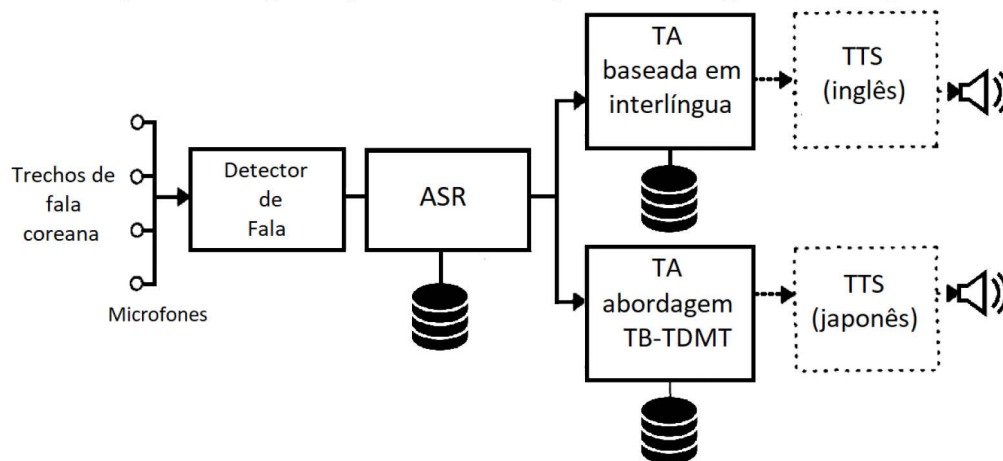 Trechos de
fala
coreana
Microfones
Detector
de
Fala
ASR
TA
baseada em
interlíngua
TTS
(inglês)
TA
abordagem
TB-TDMT
TTS
(japonês)